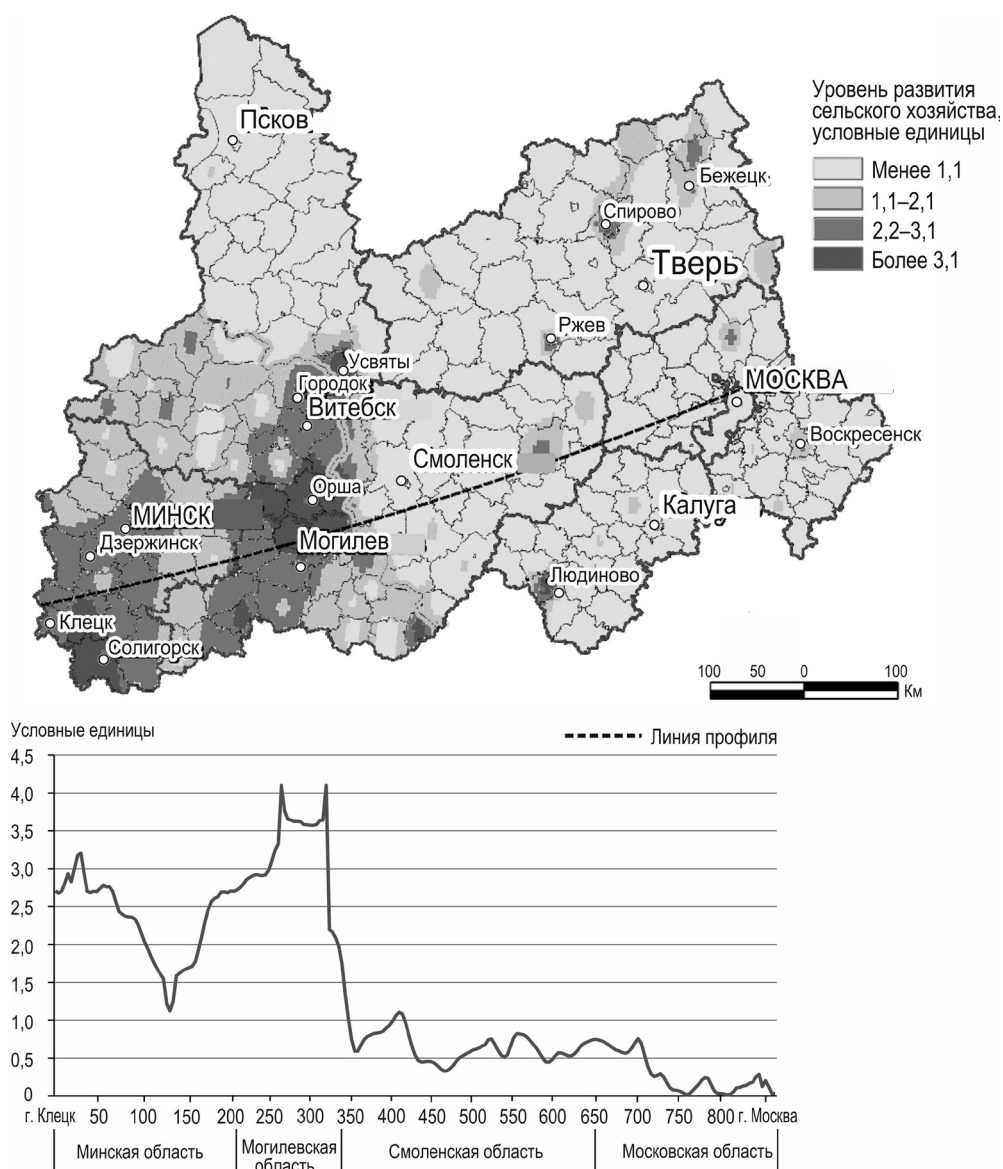 Псков
Уровень развития
сельского хозяйства,
условные единицы
Менее 1,1
1,1–2,1
2,2–3,1
Более 3,1
Бежецк
Спирово
Тверь
Ржев
Усвяты
Городок
Витебск
МОСКВА
Воскресенск
Смоленск
Орша
Калуга
МИНСК
Могилев
Дзержинск
Людиново
Клецк
Солигорск
100 50 0 100
Км
Условные единицы
Линия профиля
4,5
4,0
3,5
3,0
2,5
2,0
1,5
1,0
0,5
0
г. Клецк 50 100 150 200 250 300 350 400 450 500 550 600 650 700 750 800 г. Москва
Минская область
Могилевская
область
Смоленская область
Московская область